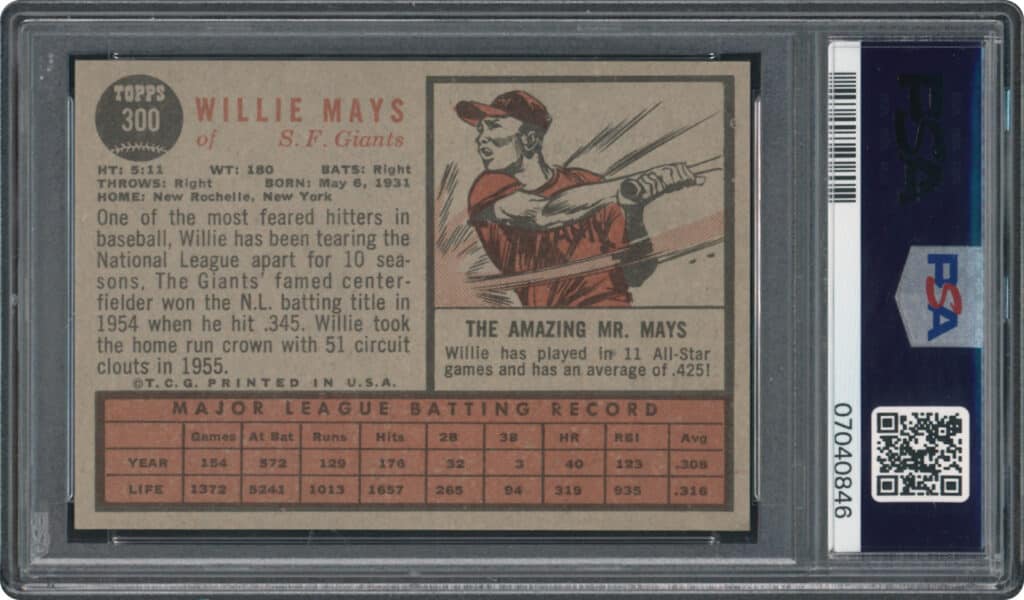 TOPPS
300
WILLIE MAYS
of S. F. Giants
HT: 5:11 WT: 180 BATS: Right
THROWS: Right BORN: May 6, 1931
HOME: New Rochelle, New York
One of the most feared hitters in
baseball, Willie has been tearing the
National League apart for 10 sea-
sons. The Giants' famed center-
fielder won the N.L. batting title in
1954 when he hit .345. Willie took
the home run crown with 51 circuit
clouts in 1955.
©T.C.G. PRINTED IN U.S.A.
THE AMAZING MR. MAYS
Willie has played in 11 All-Star
games and has an average of .425!
MAJOR LEAGUE BATTING RECORD
Games At Bat Runs Hits 2B 3B HR RBI Avg
YEAR 154 572 129 176 32 3 40 123 .308
LIFE 1372 5241 1013 1657 265 94 319 935 .316
PSA
PSA
07040846